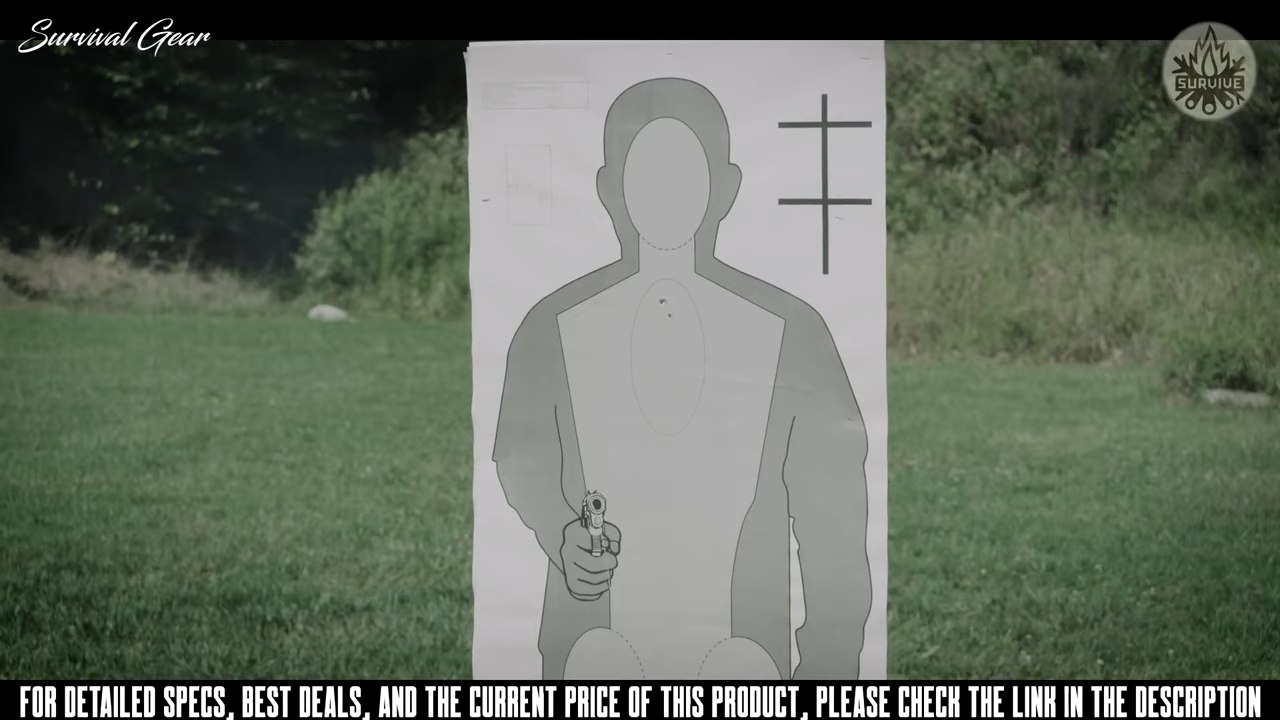 Survival Gear
SURVIVE
FOR DETAILED SPECS, BEST DEALS, AND THE CURRENT PRICE OF THIS PRODUCT, PLEASE CHECK THE LINK IN THE DESCRIPTION